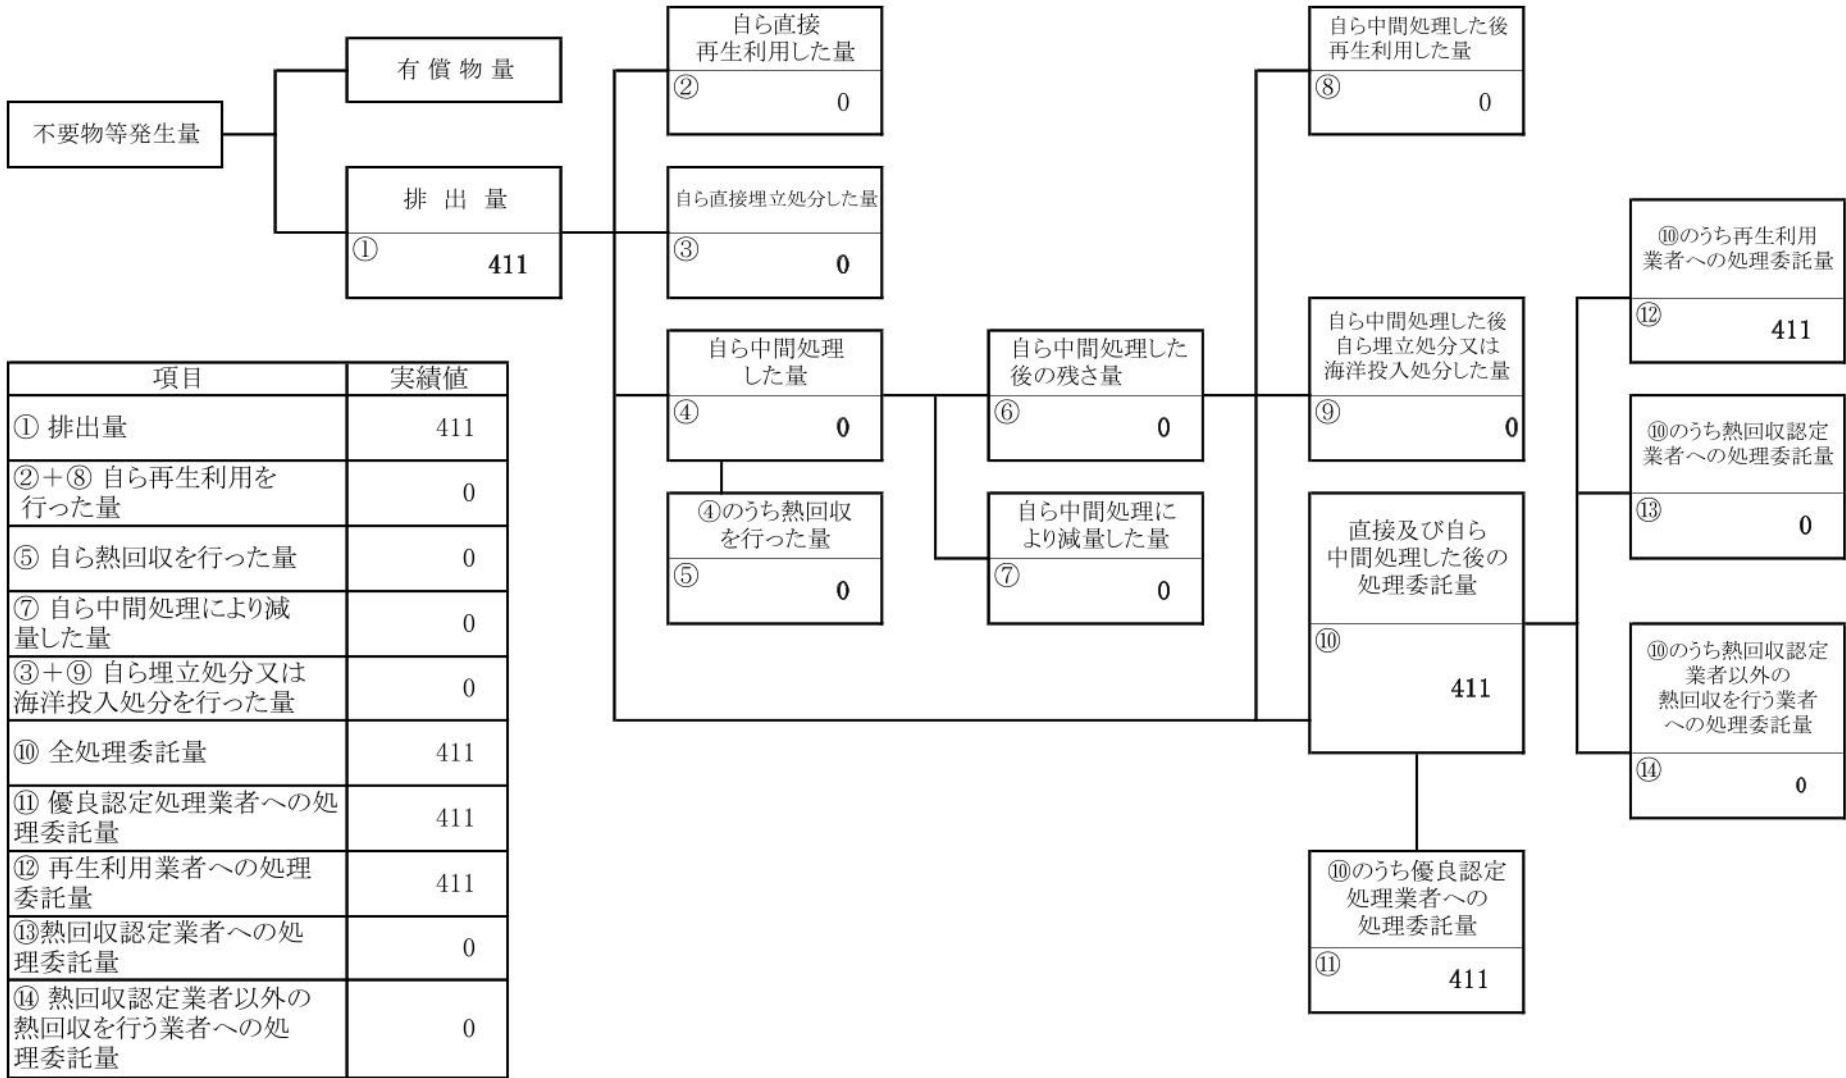 不要物等発生量
有償物量
排出量
①
411
自ら直接
再生利用した量
②
0
自ら直接埋立処分した量
③
0
自ら中間処理
した量
④
0
④のうち熱回収
を行った量
⑤
0
自ら中間処理した
後の残さ量
⑥
0
自ら中間処理に
より減量した量
⑦
0
自ら中間処理した後
再生利用した量
⑧
0
自ら中間処理した後
自ら埋立処分又は
海洋投入処分した量
⑨
0
直接及び自ら
中間処理した後の
処理委託量
⑩
411
⑩のうち優良認定
処理業者への
処理委託量
⑪
411
⑩のうち再生利用
業者への処理委託量
⑫
411
⑩のうち熱回収認定
業者への処理委託量
⑬
0
⑩のうち熱回収認定
業者以外の
熱回収を行う業者
への処理委託量
⑭
0
項目 実績値
① 排出量 411
②+⑧ 自ら再生利用を
行った量 0
⑤ 自ら熱回収を行った量 0
⑦ 自ら中間処理により減
量した量 0
③+⑨ 自ら埋立処分又は
海洋投入処分を行った量 0
⑩ 全処理委託量 411
⑪ 優良認定処理業者への処
理委託量 411
⑫ 再生利用業者への処理
委託量 411
⑬熱回収認定業者への処
理委託量 0
⑭ 熱回収認定業者以外の
熱回収を行う業者への処
理委託量 0